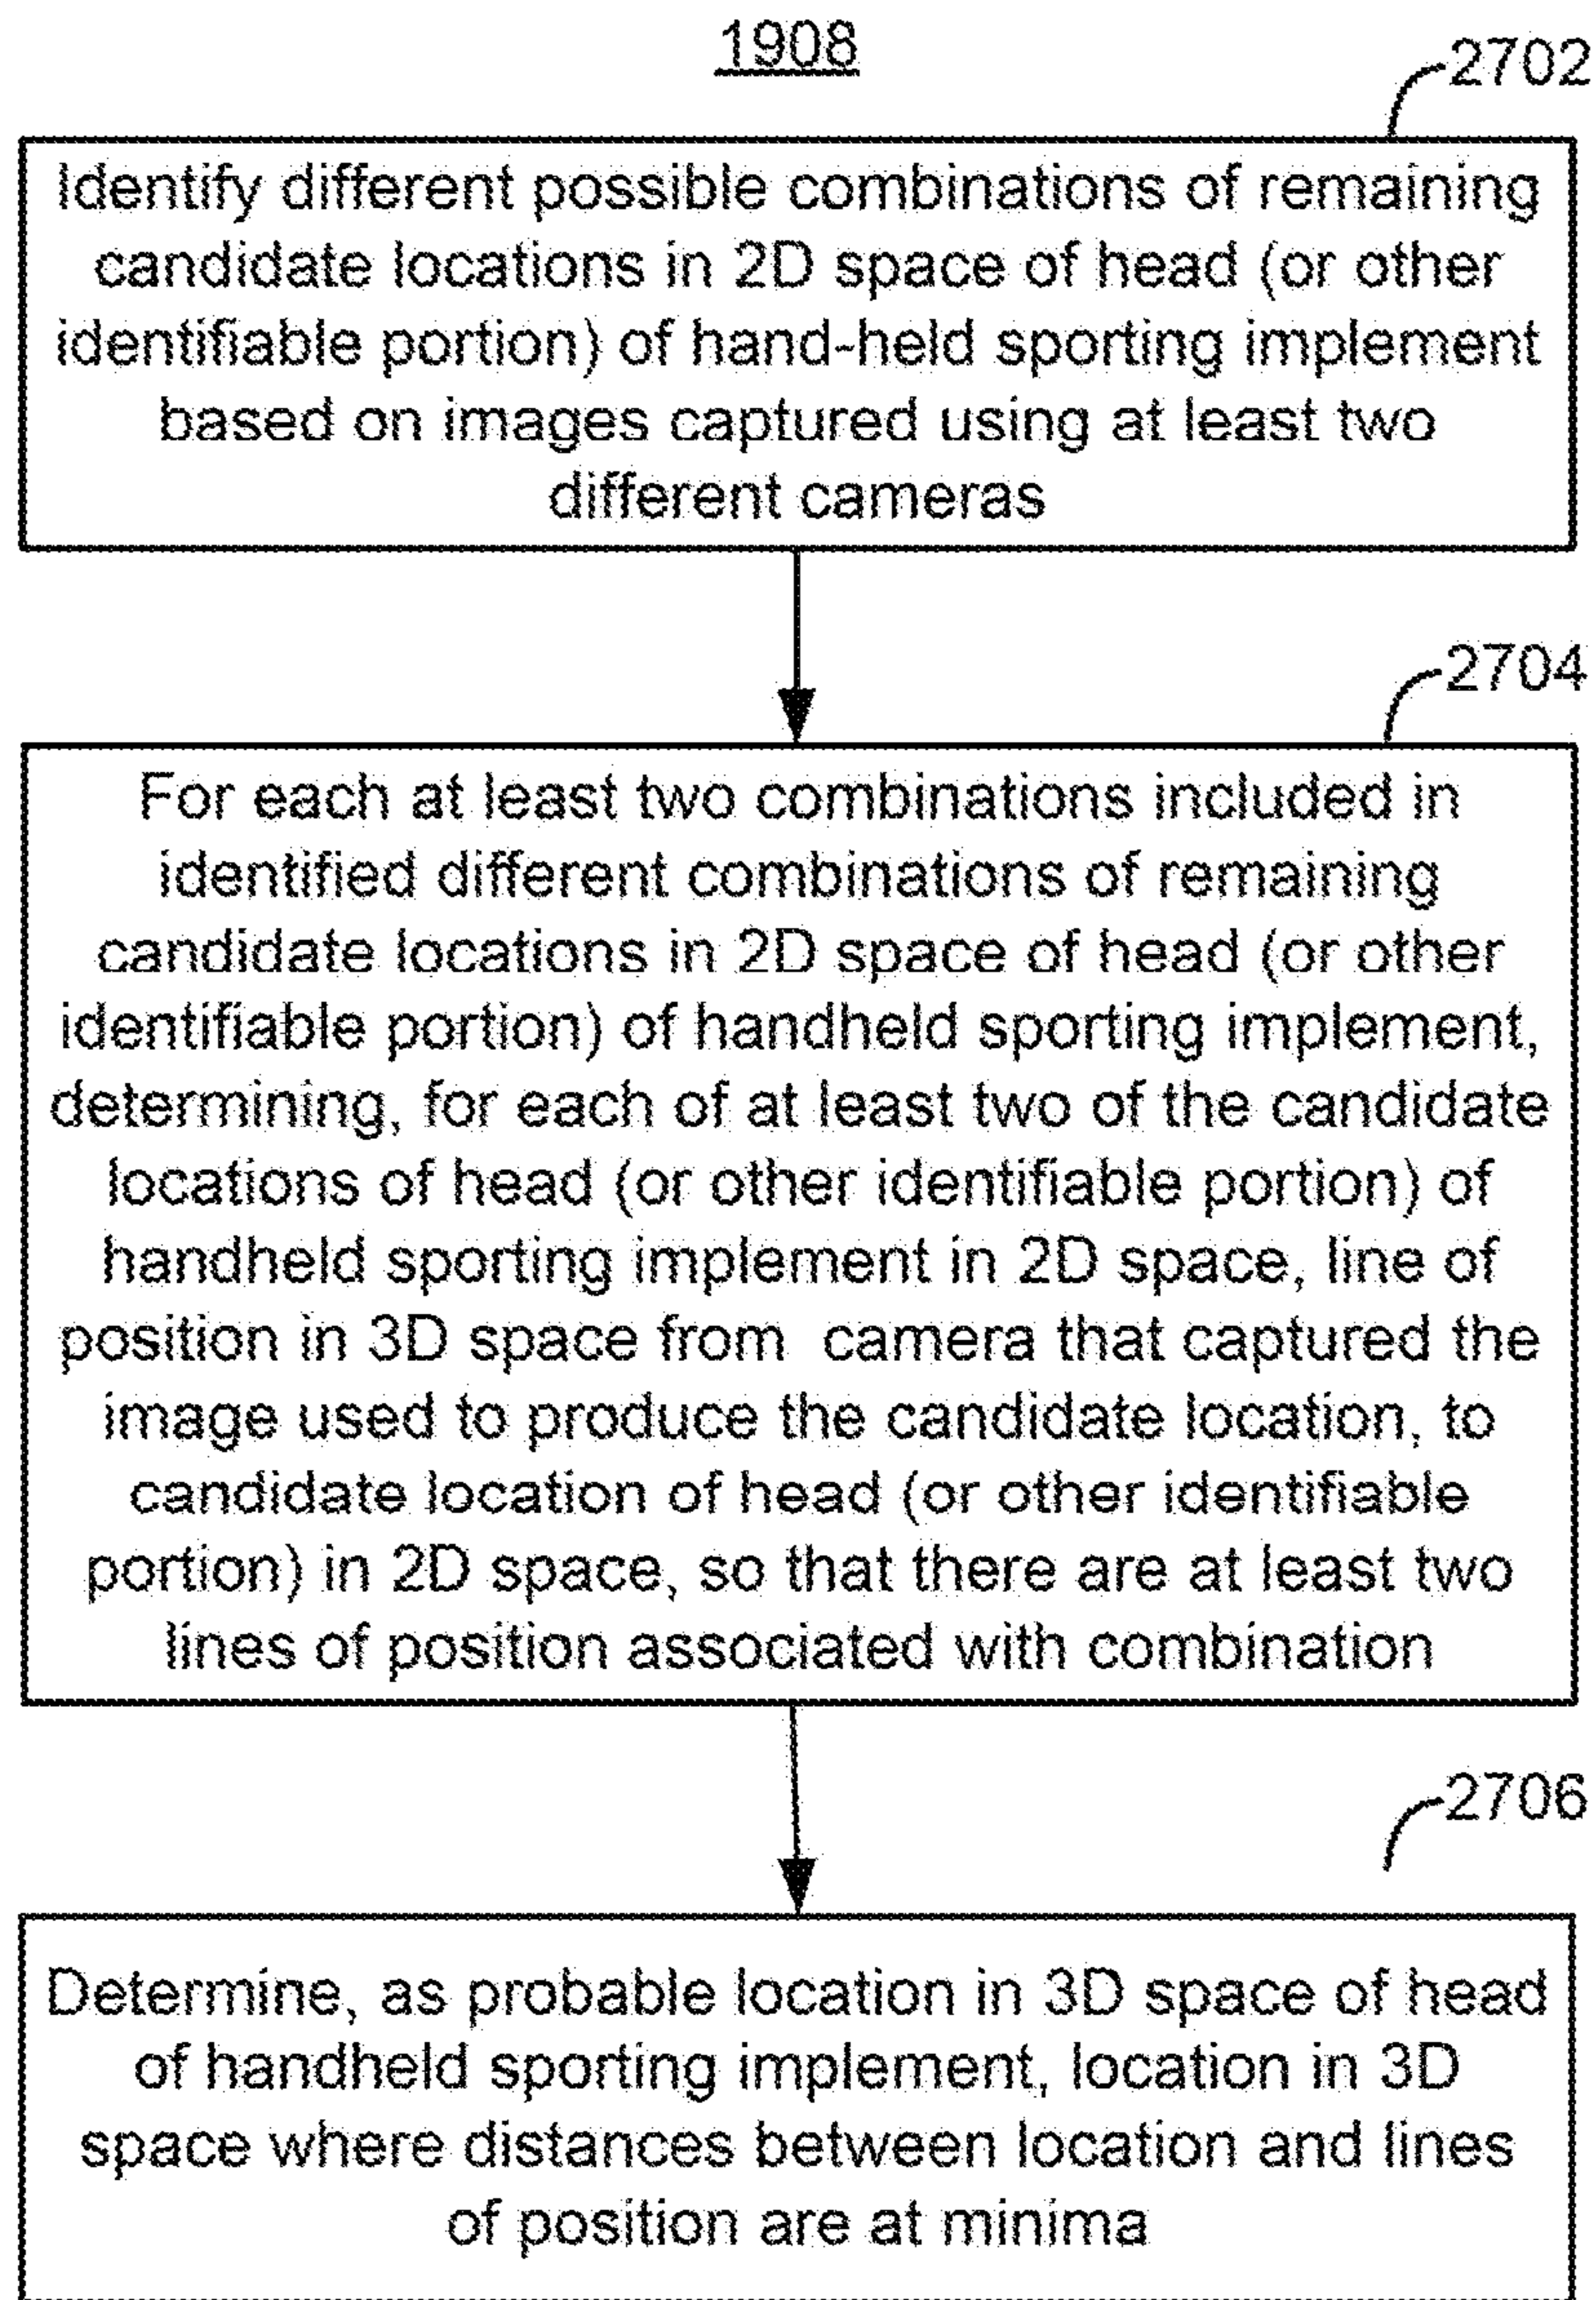 1908
2702
Identify different possible combinations of remaining
candidate locations in 2D space of head (or other
identifiable portion) of hand-held sporting implement
based on images captured using at least two
different cameras
2704
For each at least two combinations included in
identified different combinations of remaining
candidate locations in 2D space of head (or other
identifiable portion) of handheld sporting implement,
determining, for each of at least two of the candidate
locations of head (or other identifiable portion) of
handheld sporting implement in 2D space, line of
position in 3D space from camera that captured the
image used to produce the candidate location, to
candidate location of head (or other identifiable
portion) in 2D space, so that there are at least two
lines of position associated with combination
2706
Determine, as probable location in 3D space of head
of handheld sporting implement, location in 3D
space where distances between location and lines
of position are at minima